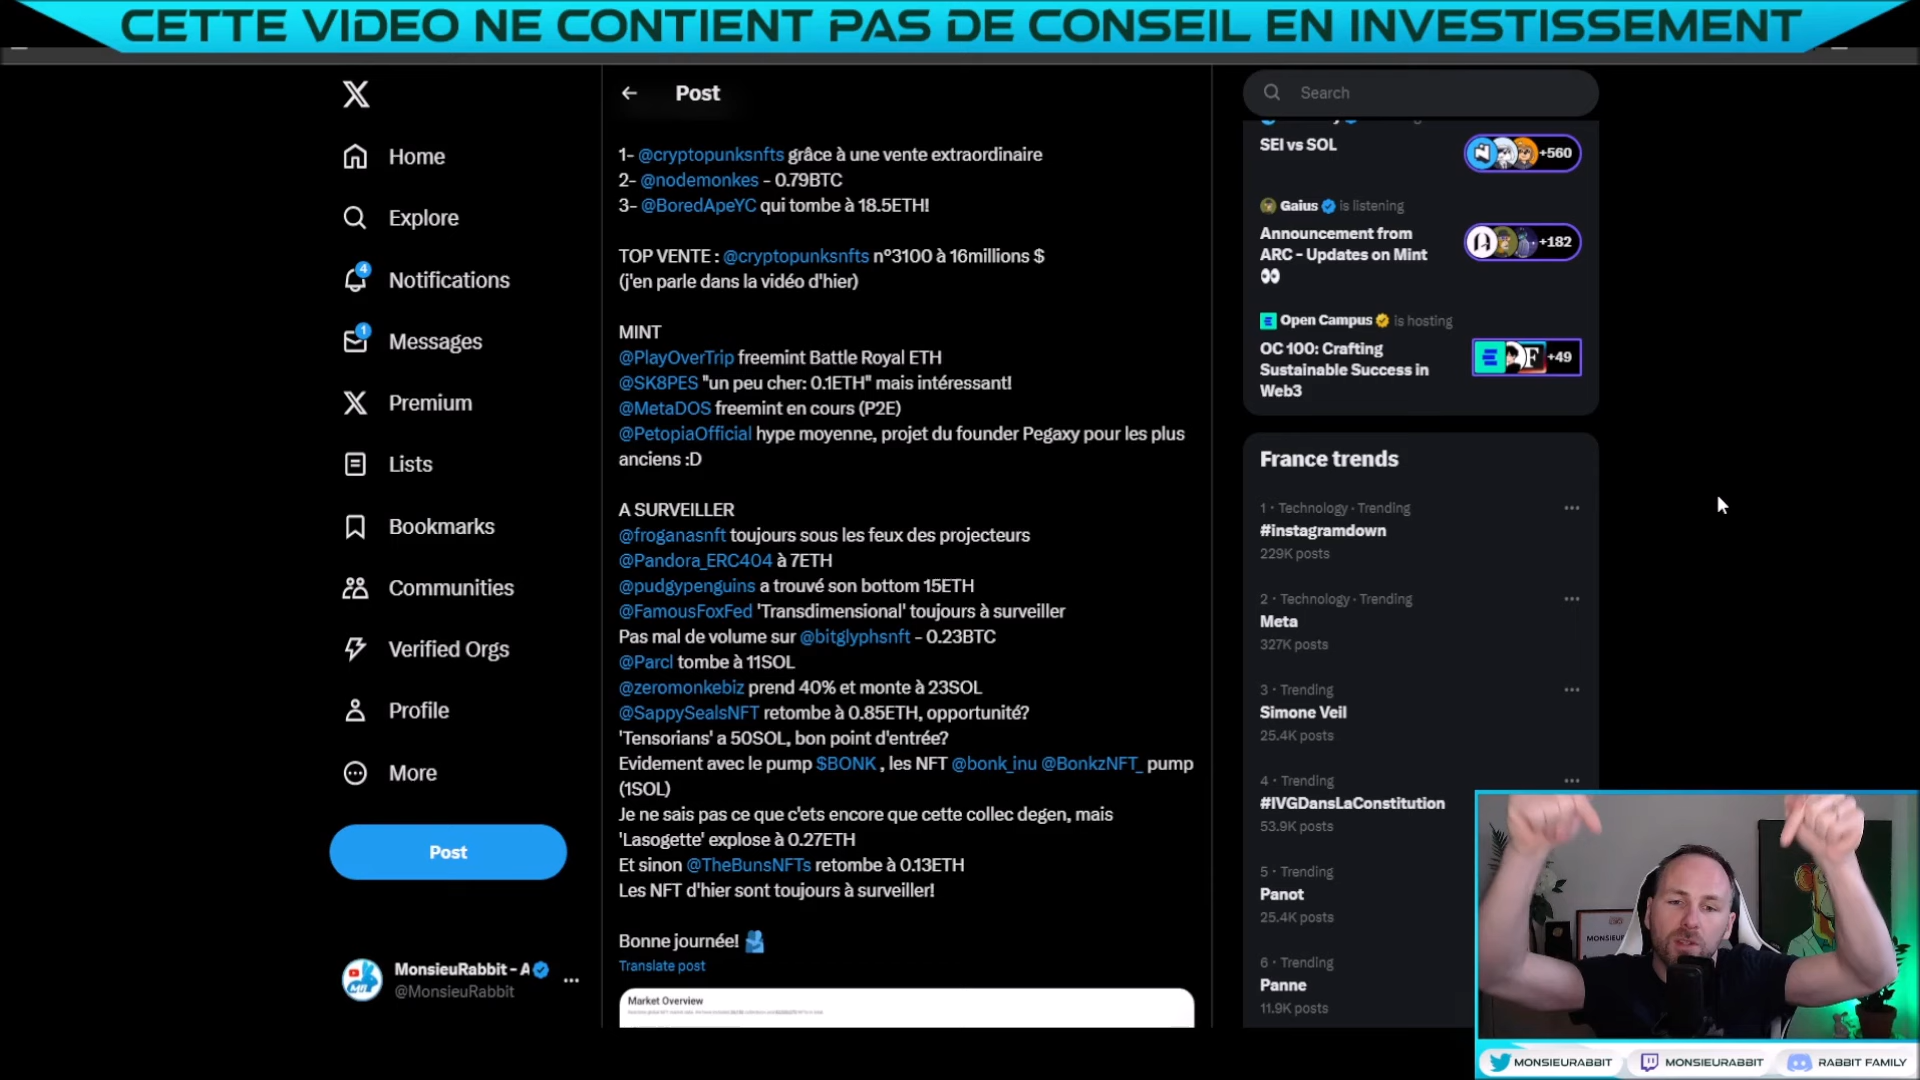 CETTE VIDEO NE CONTIENT PAS DE CONSEIL EN INVESTISSEMENT
Home
Explore
4
Notifications
1
Messages
Premium
Lists
Bookmarks
Communities
Verified Orgs
Profile
More
Post
MonsieuRabbit - A
@MonsieuRabbit
Post
1- @cryptopunksnfts grâce à une vente extraordinaire
2- @nodemonkes - 0.79BTC
3- @BoredApeYC qui tombe à 18.5ETH!
TOP VENTE : @cryptopunksnfts n°3100 à 16millions $
(j'en parle dans la vidéo d'hier)
MINT
@PlayOverTrip freemint Battle Royal ETH
@SK8PES "un peu cher: 0.1ETH" mais intéressant!
@MetaDOS freemint en cours (P2E)
@PetopiaOfficial hype moyenne, projet du founder Pegaxy pour les plus
anciens :D
A SURVEILLER
@froganasnft toujours sous les feux des projecteurs
@Pandora_ERC404 à 7ETH
@pudgypenguins a trouvé son bottom 15ETH
@FamousFoxFed 'Transdimensional' toujours à surveiller
Pas mal de volume sur @bitglyphsnft - 0.23BTC
@Parcl tombe à 11SOL
@zeromonkebiz prend 40% et monte à 23SOL
@SappySealsNFT retombe à 0.85ETH, opportunité?
'Tensorians' a 50SOL, bon point d'entrée?
Evidement avec le pump $BONK , les NFT @bonk_inu @BonkzNFT_ pump
(1SOL)
Je ne sais pas ce que c'ets encore que cette collec degen, mais
'Lasogette' explose à 0.27ETH
Et sinon @TheBunsNFTs retombe à 0.13ETH
Les NFT d'hier sont toujours à surveiller!
Bonne journée!
Translate post
Market Overview
Search
SEI vs SOL
+560
Gaius is listening
Announcement from
ARC - Updates on Mint
+182
Open Campus is hosting
OC 100: Crafting
Sustainable Success in
Web3
+49
France trends
1 · Technology · Trending
#instagramdown
229K posts
2 · Technology · Trending
Meta
327K posts
3 · Trending
Simone Veil
25.4K posts
4 · Trending
#IVGDansLaConstitution
53.9K posts
5 · Trending
Panot
25.4K posts
6 · Trending
Panne
11.9K posts
MONSIEURABBIT
MONSIEURABBIT
RABBIT FAMILY